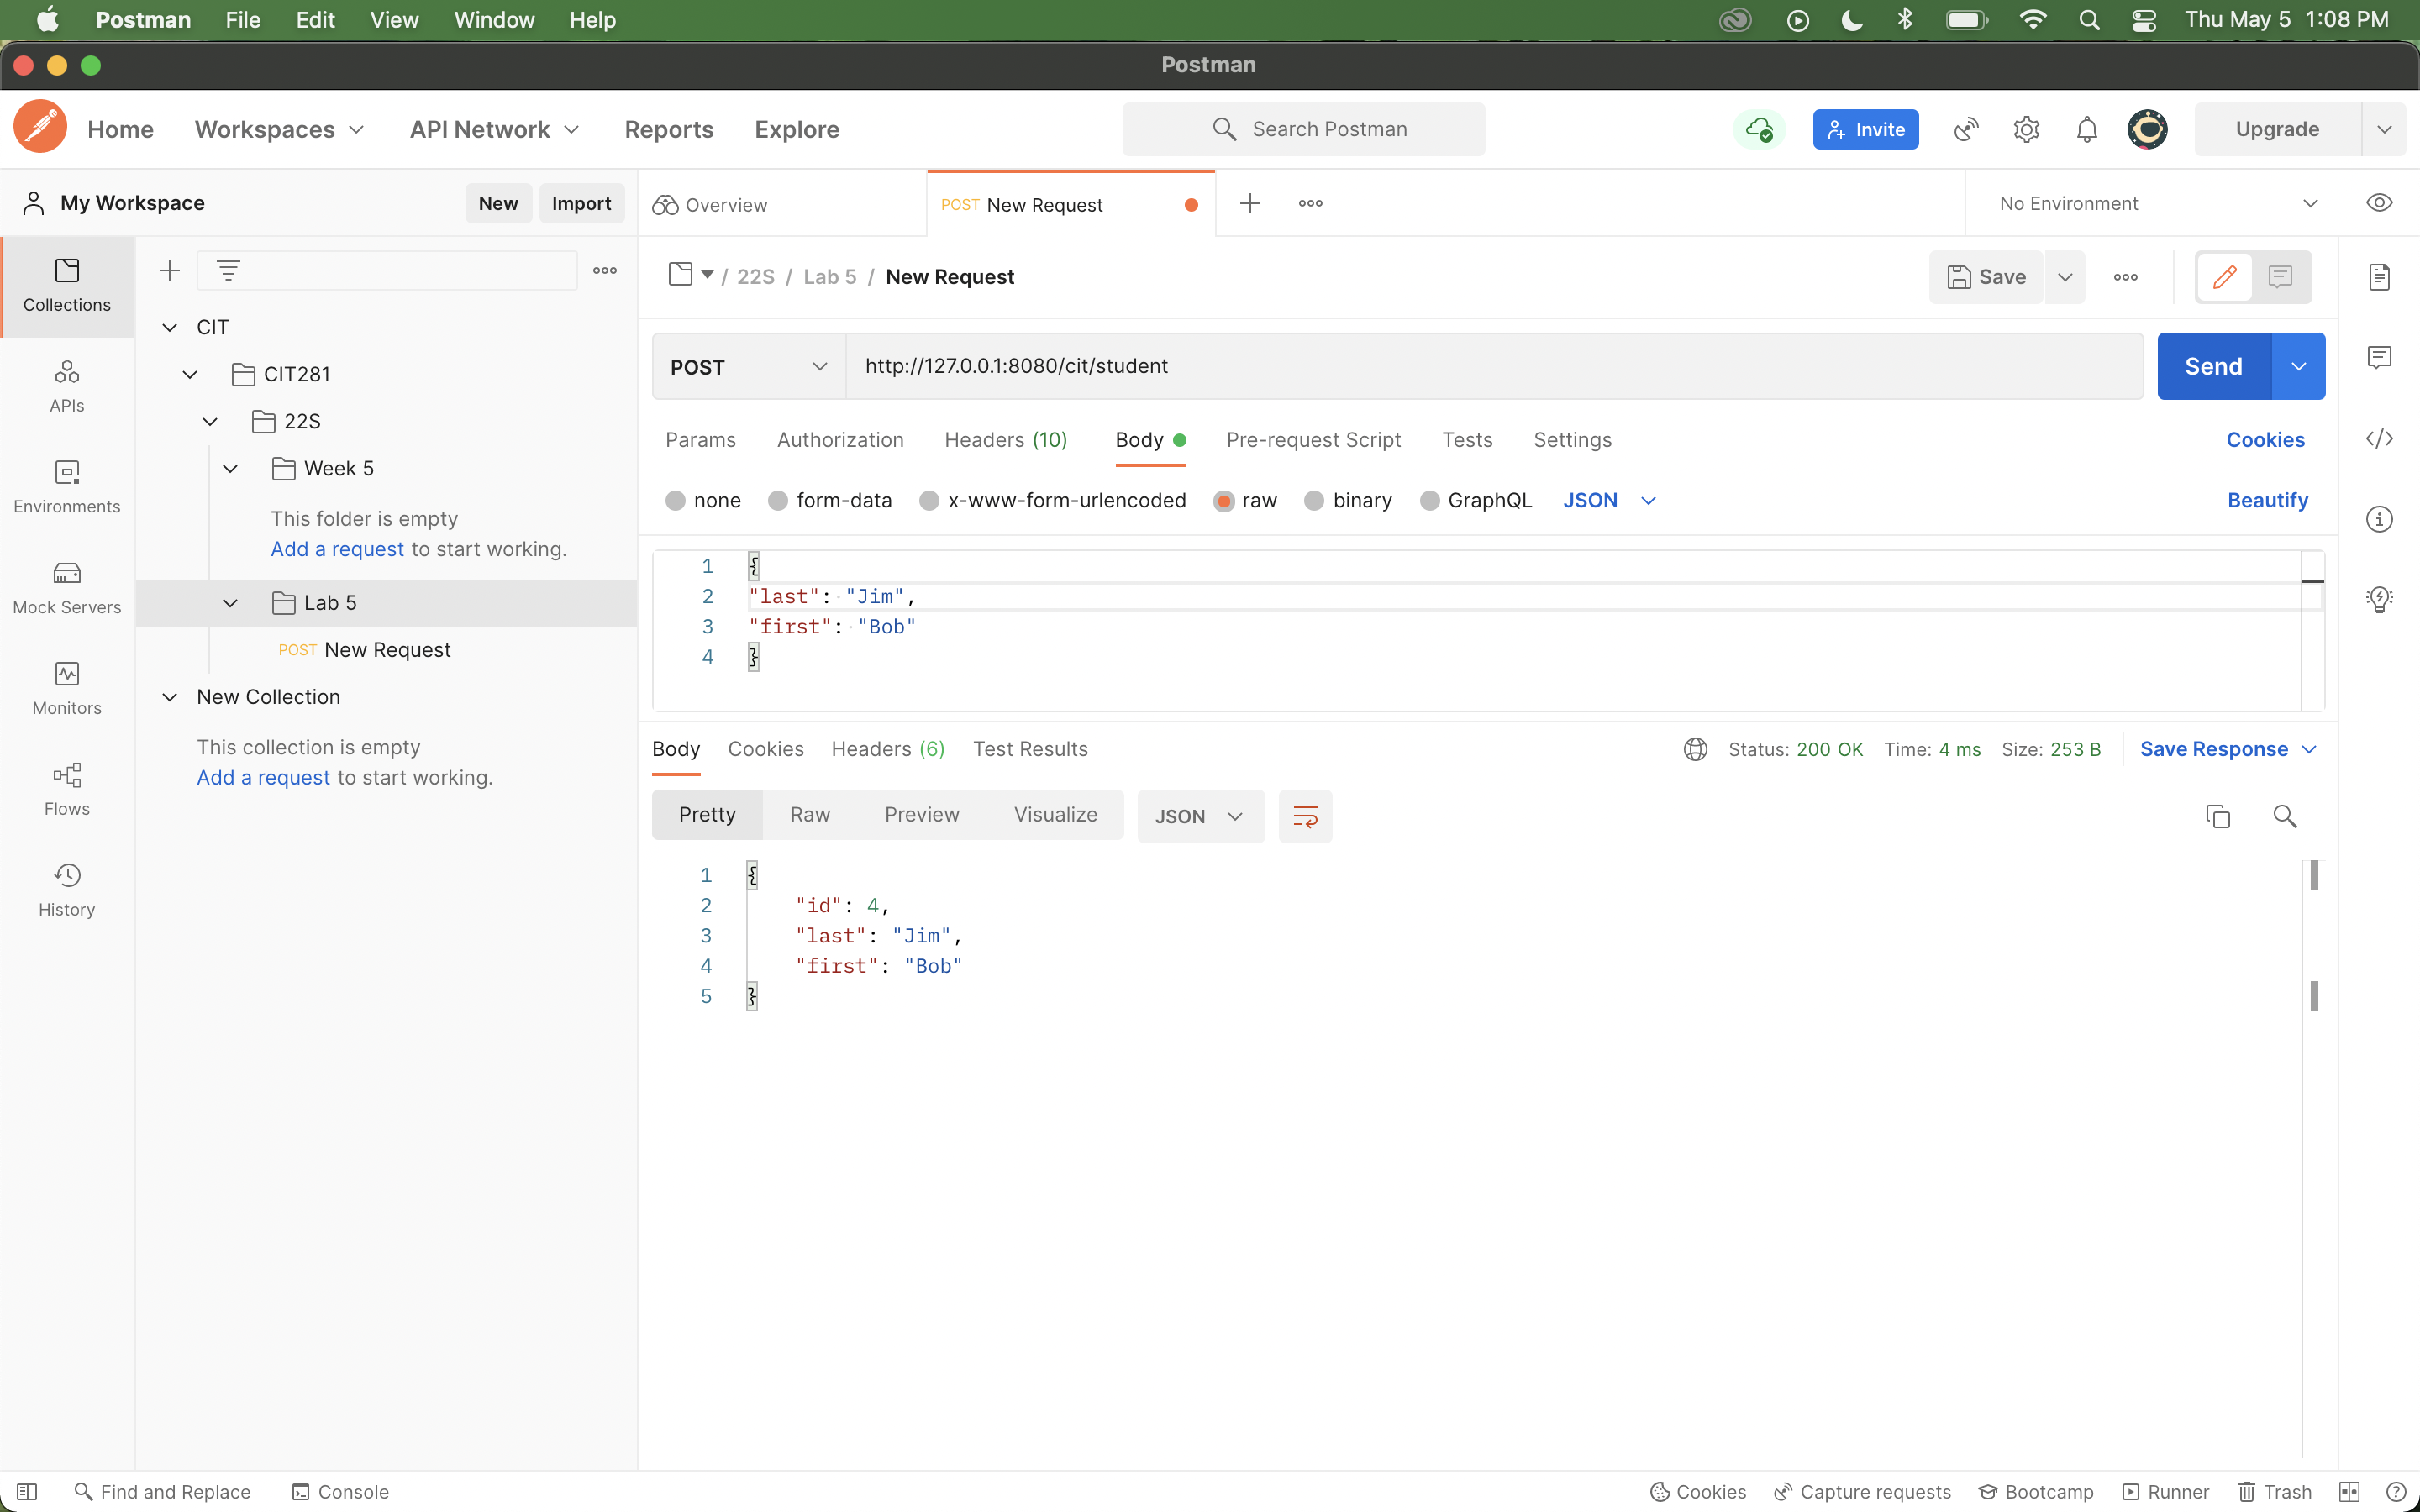 Postman File Edit View Window Help Thu May 5 1:08 PM
Postman
Home Workspaces API Network Reports Explore Search Postman Invite Upgrade
My Workspace New Import Overview POST New Request No Environment
Collections
APIs
Environments
Mock Servers
Monitors
Flows
History
CIT
CIT281
22S
Week 5
This folder is empty
Add a request to start working.
Lab 5
POST New Request
New Collection
This collection is empty
Add a request to start working.
/ 22S / Lab 5 / New Request Save
POST http://127.0.0.1:8080/cit/student Send
Params Authorization Headers (10) Body Pre-request Script Tests Settings Cookies
none form-data x-www-form-urlencoded raw binary GraphQL JSON Beautify
1 {
2 "last": "Jim",
3 "first": "Bob"
4 }
Body Cookies Headers (6) Test Results Status: 200 OK Time: 4 ms Size: 253 B Save Response
Pretty Raw Preview Visualize JSON
1 {
2 "id": 4,
3 "last": "Jim",
4 "first": "Bob"
5 }
Find and Replace Console Cookies Capture requests Bootcamp Runner Trash